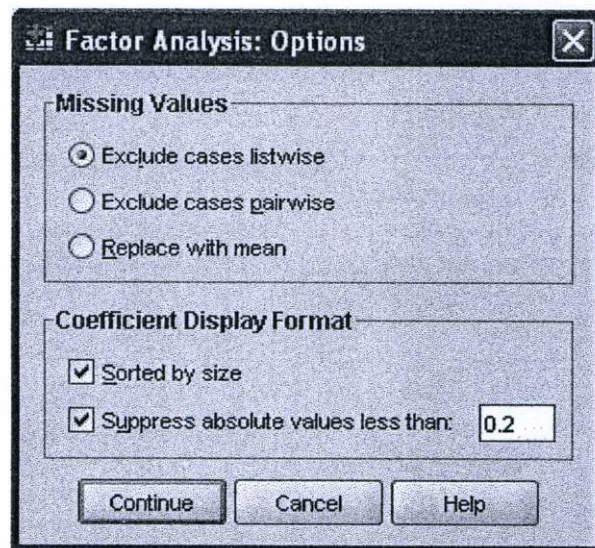 Factor Analysis: Options
Missing Values
Exclude cases listwise
Exclude cases pairwise
Replace with mean
Coefficient Display Format
Sorted by size
Suppress absolute values less than: 0.2
Continue Cancel Help